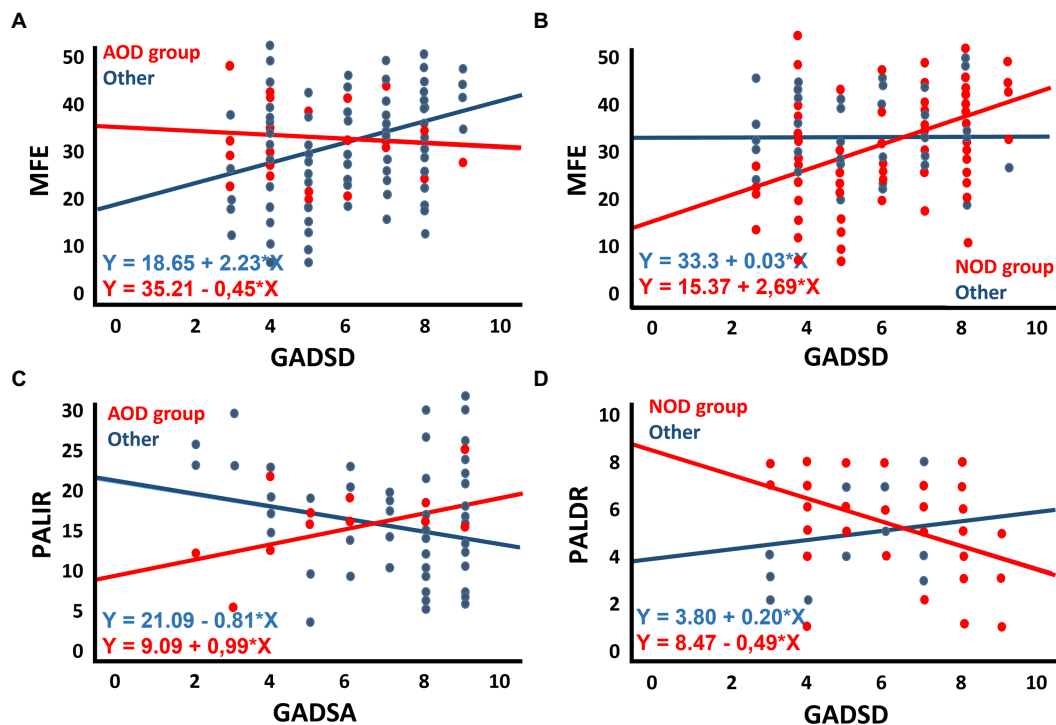 A
AOD group
Other
50
40
30
20
10
0
MFE
Y = 18.65 + 2.23*X
Y = 35.21 - 0,45*X
0 2 4 6 8 10
GADSD
B
50
40
30
20
10
0
MFE
Y = 33.3 + 0.03*X
Y = 15.37 + 2,69*X
NOD group
Other
0 2 4 6 8 10
GADSD
C
AOD group
Other
30
25
20
15
10
5
0
PALIR
Y = 21.09 - 0.81*X
Y = 9.09 + 0,99*X
0 2 4 6 8 10
GADSA
D
NOD group
Other
10
8
6
4
2
0
PALDR
Y = 3.80 + 0.20*X
Y = 8.47 - 0,49*X
0 2 4 6 8 10
GADSD